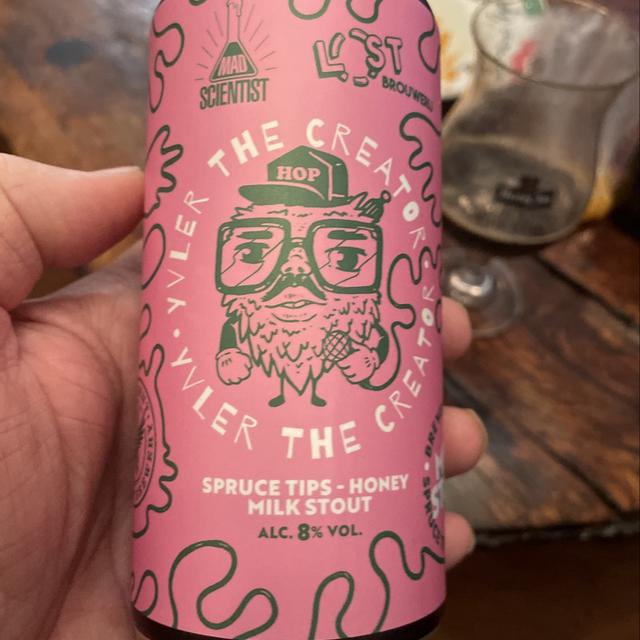 MAD
SCIENTIST
LOST
BROUWERIJ
YVLER THE CREATOR
HOP
YVLER THE CREATOR
SPRUCE TIPS - HONEY
MILK STOUT
ALC. 8% VOL.